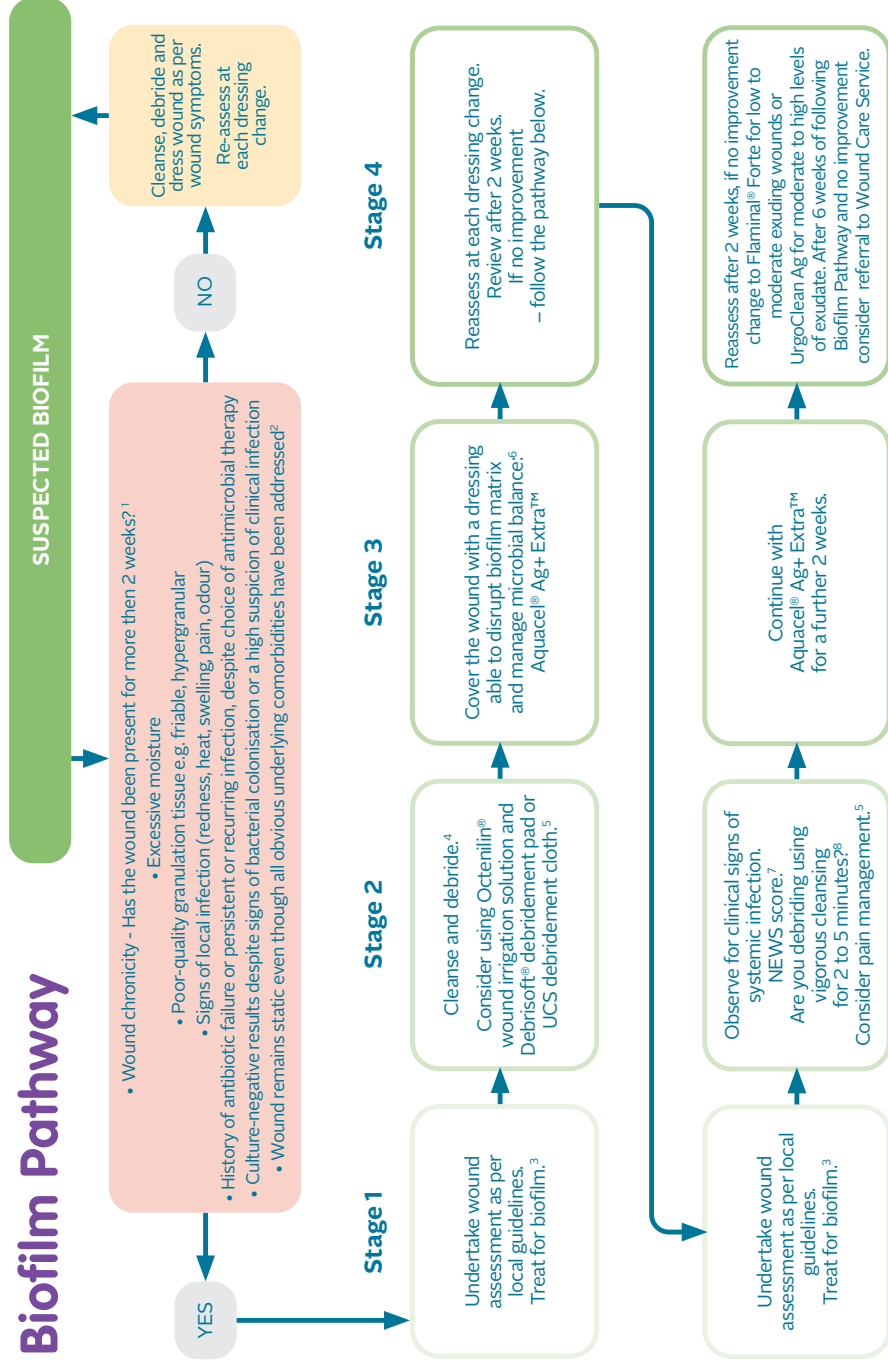 Biofilm Pathway
SUSPECTED BIOFILM
• Wound chronicity - Has the wound been present for more then 2 weeks? 1
• Excessive moisture
• Poor-quality granulation tissue e.g. friable, hypergranular
• Signs of local infection (redness, heat, swelling, pain, odour)
• History of antibiotic failure or persistent or recurring infection, despite choice of antimicrobial therapy
• Culture-negative results despite signs of bacterial colonisation or a high suspicion of clinical infection
• Wound remains static even though all obvious underlying comorbidities have been addressed2
YES
NO
Cleanse, debride and
dress wound as per
wound symptoms.
Re-assess at
each dressing
change.
Stage 1
Undertake wound
assessment as per
local guidelines.
Treat for biofilm.3
Stage 2
Cleanse and debride.4
Consider using Octenilin®
wound irrigation solution and
Debrisoft® debridement pad or
UCS debridement cloth.5
Stage 3
Cover the wound with a dressing
able to disrupt biofilm matrix
and manage microbial balance:6
Aquacel® Ag+ Extra™
Stage 4
Reassess at each dressing change.
Review after 2 weeks.
If no improvement
– follow the pathway below.
Undertake wound
assessment as per local
guidelines.
Treat for biofilm.3
Observe for clinical signs of
systemic infection.
NEWS score.7
Are you debriding using
vigorous cleansing
for 2 to 5 minutes?8
Consider pain management.5
Continue with
Aquacel® Ag+ Extra™
for a further 2 weeks.
Reassess after 2 weeks, if no improvement
change to Flaminal® Forte for low to
moderate exuding wounds or
UrgoClean Ag for moderate to high levels
of exudate. After 6 weeks of following
Biofilm Pathway and no improvement
consider referral to Wound Care Service.